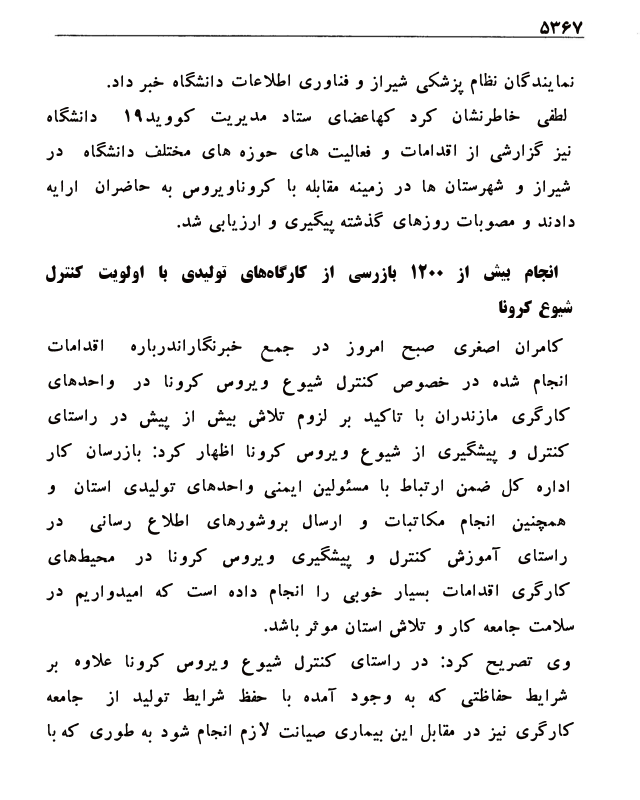 ۵۳۶۷
نمایندگان نظام پزشکی شیراز و فناوری اطلاعات دانشگاه خبر داد.
لطفی خاطرنشان کرد کهاعضای ستاد مدیریت کووید۱۹ دانشگاه
نیز گزارشی از اقدامات و فعالیت های حوزه های مختلف دانشگاه در
شیراز و شهرستان ها در زمینه مقابله با کروناویروس به حاضران ارایه
دادند و مصوبات روزهای گذشته پیگیری و ارزیابی شد.
انجام بیش از ۱۲۰۰ بازرسی از کارگاه‌های تولیدی با اولویت کنترل
شیوع کرونا
کامران اصغری صبح امروز در جمع خبرنگاراندرباره اقدامات
انجام شده در خصوص کنترل شیوع ویروس کرونا در واحدهای
کارگری مازندران با تاکید بر لزوم تلاش بیش از پیش در راستای
کنترل و پیشگیری از شیوع ویروس کرونا اظهار کرد: بازرسان کار
اداره کل ضمن ارتباط با مسئولین ایمنی واحدهای تولیدی استان و
همچنین انجام مکاتبات و ارسال بروشورهای اطلاع رسانی در
راستای آموزش کنترل و پیشگیری ویروس کرونا در محیط‌های
کارگری اقدامات بسیار خوبی را انجام داده است که امیدواریم در
سلامت جامعه کار و تلاش استان موثر باشد.
وی تصریح کرد: در راستای کنترل شیوع ویروس کرونا علاوه بر
شرایط حفاظتی که به وجود آمده با حفظ شرایط تولید از جامعه
کارگری نیز در مقابل این بیماری صیانت لازم انجام شود به طوری که با